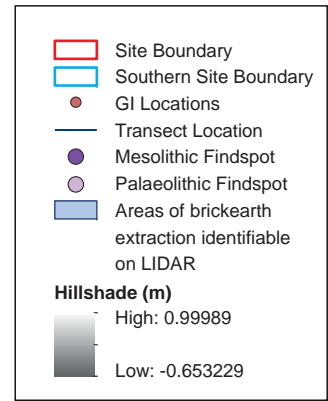 Site Boundary
Southern Site Boundary
GI Locations
Transect Location
Mesolithic Findspot
Palaeolithic Findspot
Areas of brickearth
extraction identifiable
on LIDAR
Hillshade (m)
High: 0.99989
Low: -0.653229